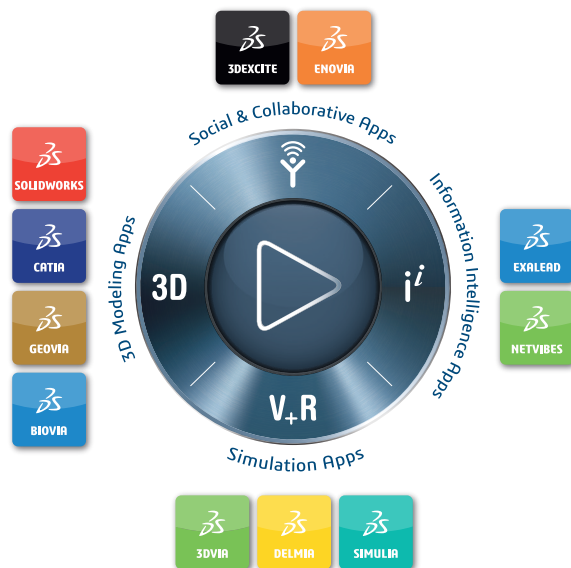 3DEXCITE
ENOVIA
Social & Collaborative Apps
SOLIDWORKS
CATIA
GEOVIA
BIOVIA
3D Modeling Apps
3D
i i
V+R
Information Intelligence Apps
EXALEAD
NETVIBES
Simulation Apps
3DVIA
DELMIA
SIMULIA